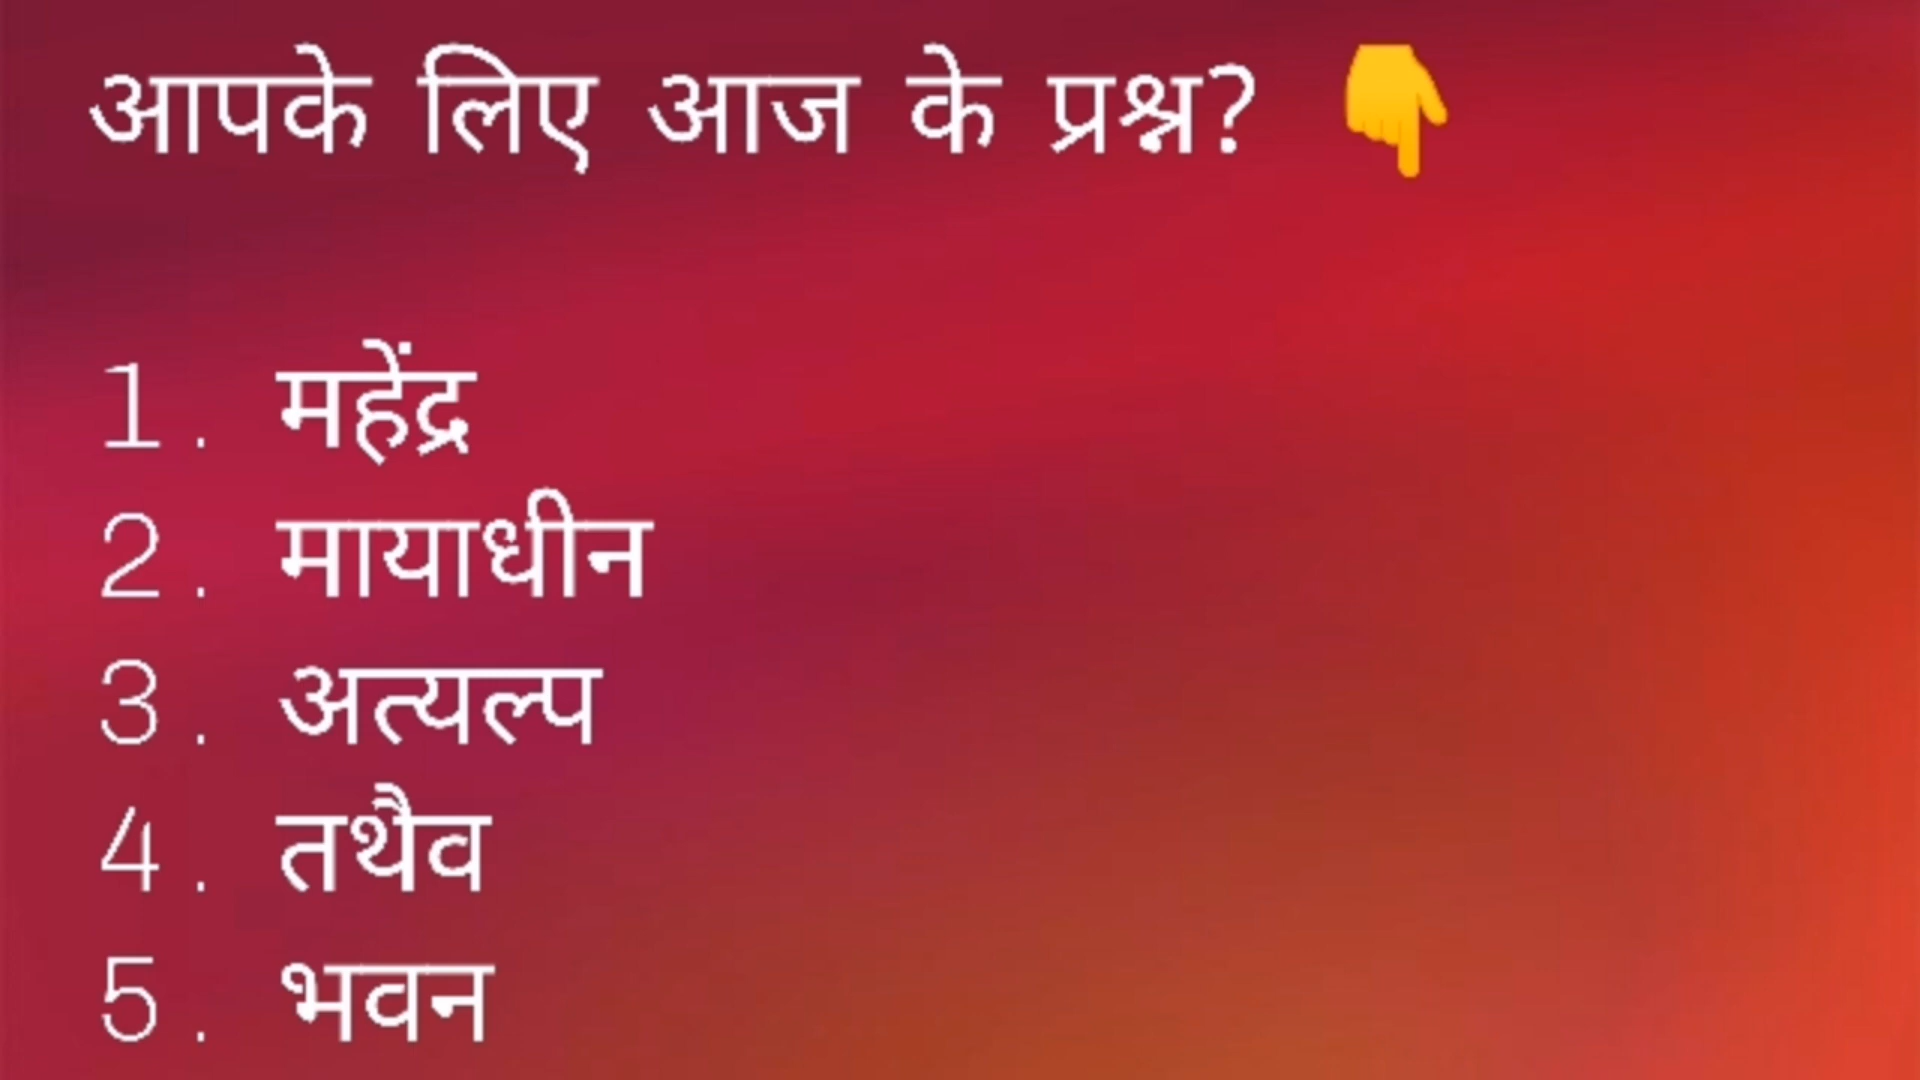 आपके लिए आज के प्रश्न? 👇
1. महेंद्र
2. मायाधीन
3. अत्यल्प
4. तथैव
5. भवन